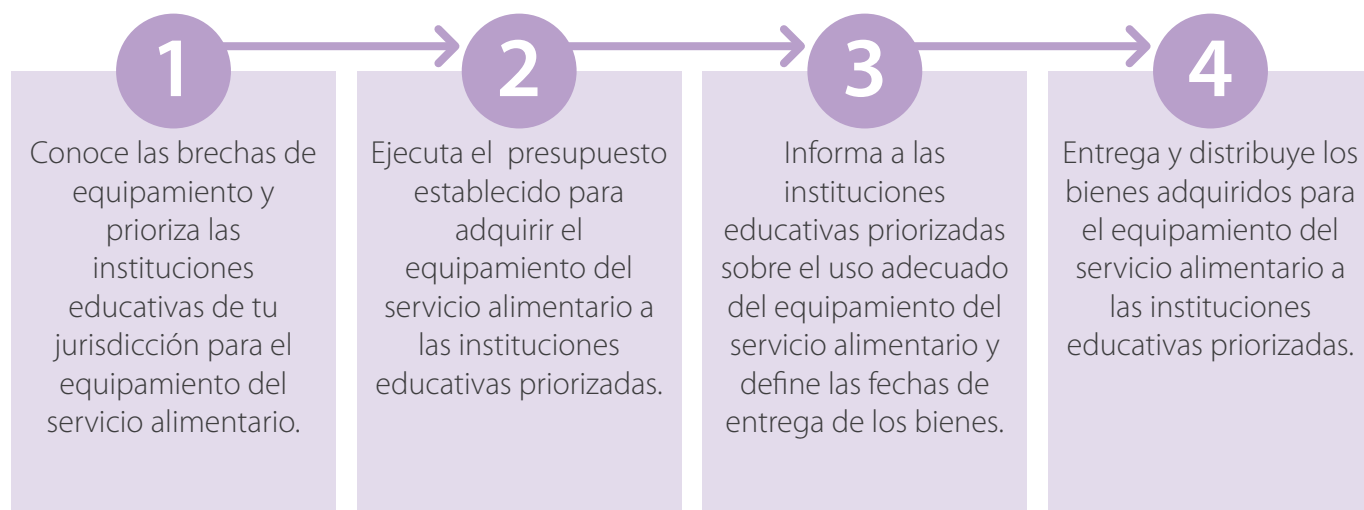 1
Conoce las brechas de
equipamiento y
prioriza las
instituciones
educativas de tu
jurisdicción para el
equipamiento del
servicio alimentario.
2
Ejecuta el presupuesto
establecido para
adquirir el
equipamiento del
servicio alimentario a
las instituciones
educativas priorizadas.
3
Informa a las
instituciones
educativas priorizadas
sobre el uso adecuado
del equipamiento del
servicio alimentario y
define las fechas de
entrega de los bienes.
4
Entrega y distribuye los
bienes adquiridos para
el equipamiento del
servicio alimentario a
las instituciones
educativas priorizadas.